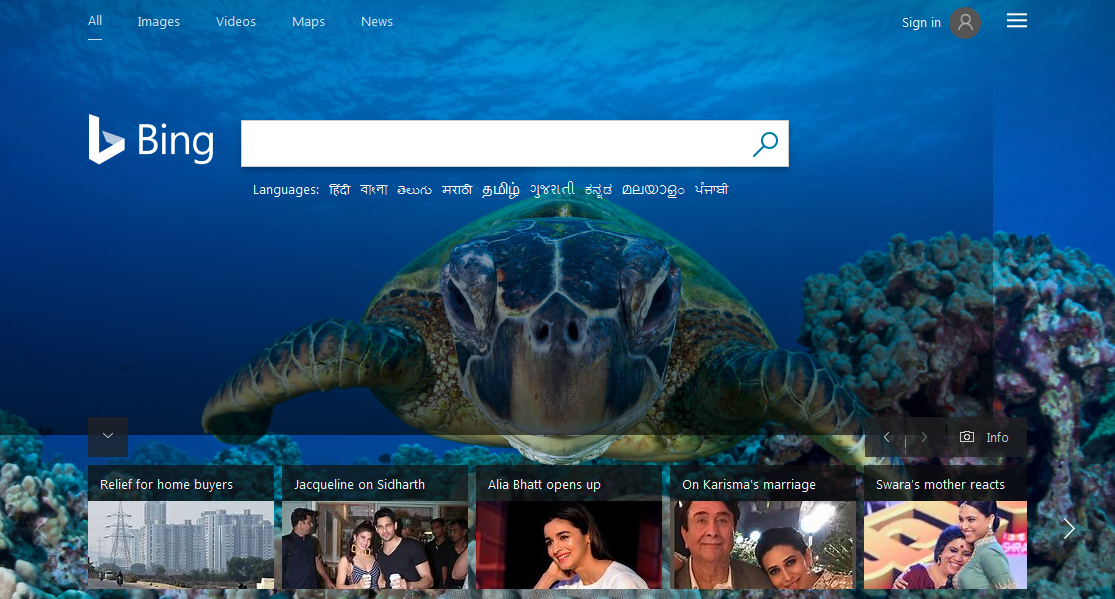 All Images Videos Maps News Sign in
Bing
Languages: हिंदी বাংলা తెలుగు मराठी தமிழ் ગુજરાતી ಕನ್ನಡ മലയാളം ਪੰਜਾਬੀ
Info
Relief for home buyers Jacqueline on Sidharth Alia Bhatt opens up On Karisma's marriage Swara's mother reacts